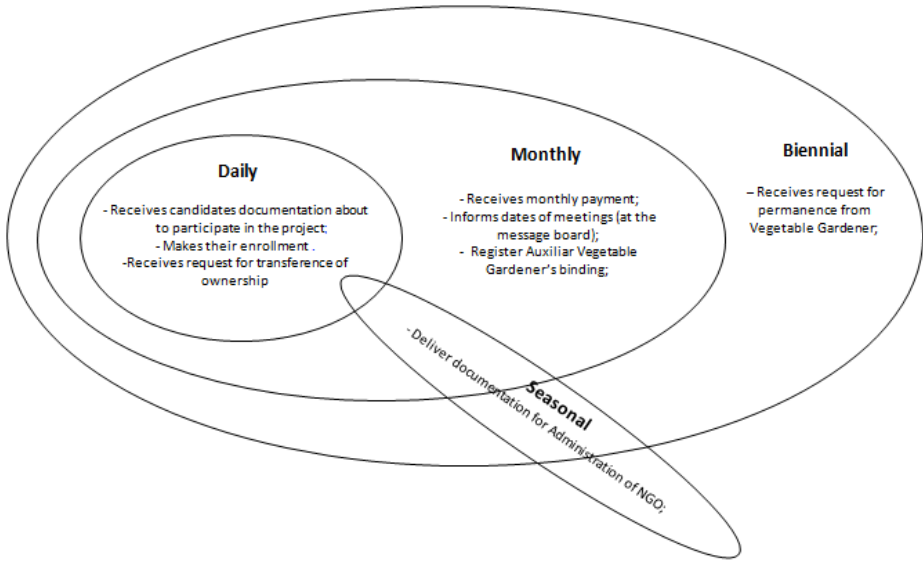 Daily
- Receives candidates documentation about
to participate in the project;
- Makes their enrollment .
-Receives request for transference of
ownership
Monthly
- Receives monthly payment;
- Informs dates of meetings (at the
message board);
- Register Auxiliar Vegetable
Gardener's binding;
Biennial
– Receives request for
permanence from
Vegetable Gardener;
Seasonal
- Deliver documentation for Administration of NGO;